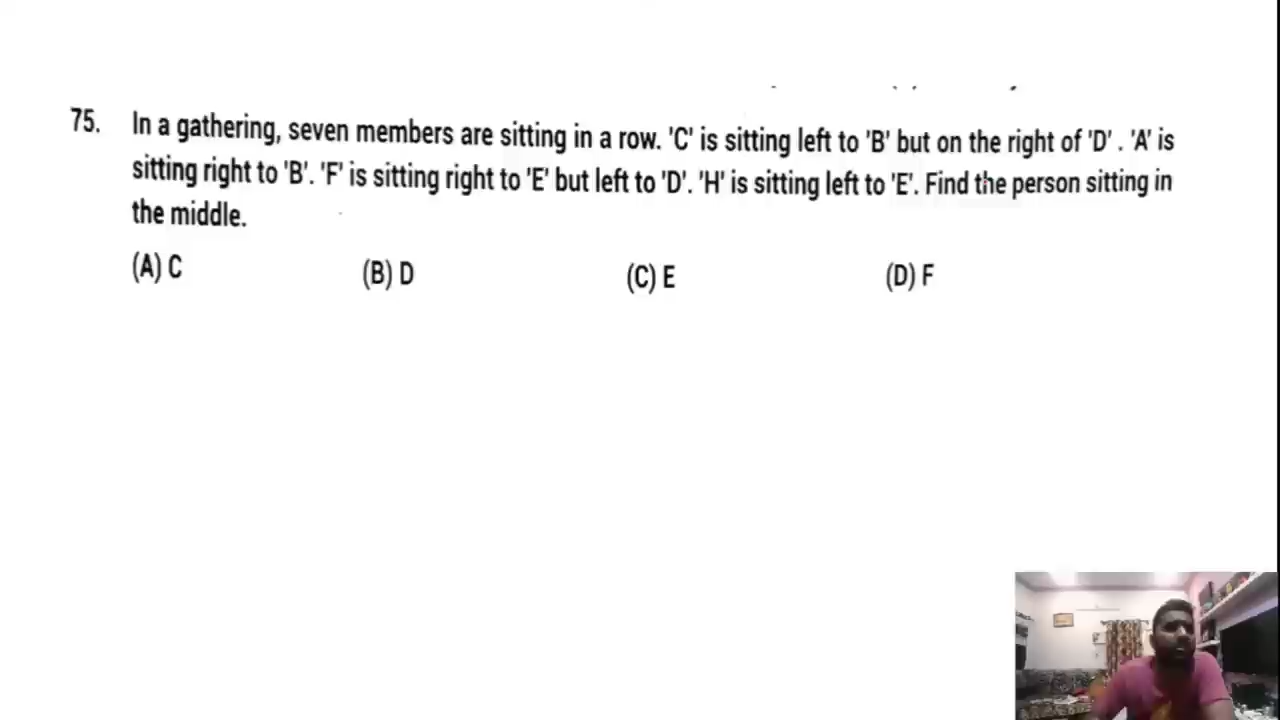 75. In a gathering, seven members are sitting in a row. 'C' is sitting left to 'B' but on the right of 'D' . 'A' is
sitting right to 'B'. 'F' is sitting right to 'E' but left to 'D'. 'H' is sitting left to 'E'. Find the person sitting in
the middle.
(A) C (B) D (C) E (D) F